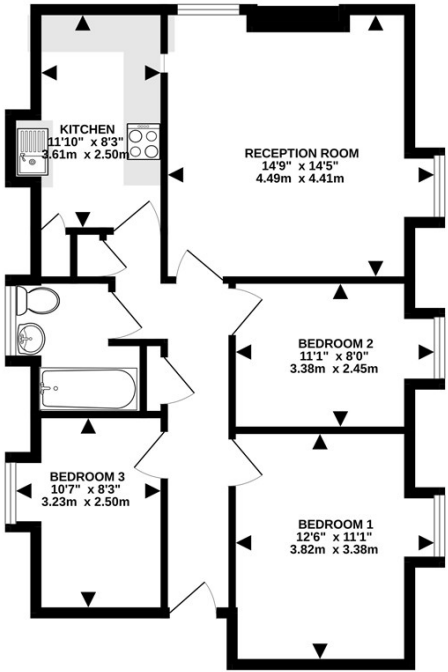 KITCHEN
11'10" x 8'3"
3.61m x 2.50m
RECEPTION ROOM
14'9" x 14'5"
4.49m x 4.41m
BEDROOM 2
11'1" x 8'0"
3.38m x 2.45m
BEDROOM 3
10'7" x 8'3"
3.23m x 2.50m
BEDROOM 1
12'6" x 11'1"
3.82m x 3.38m